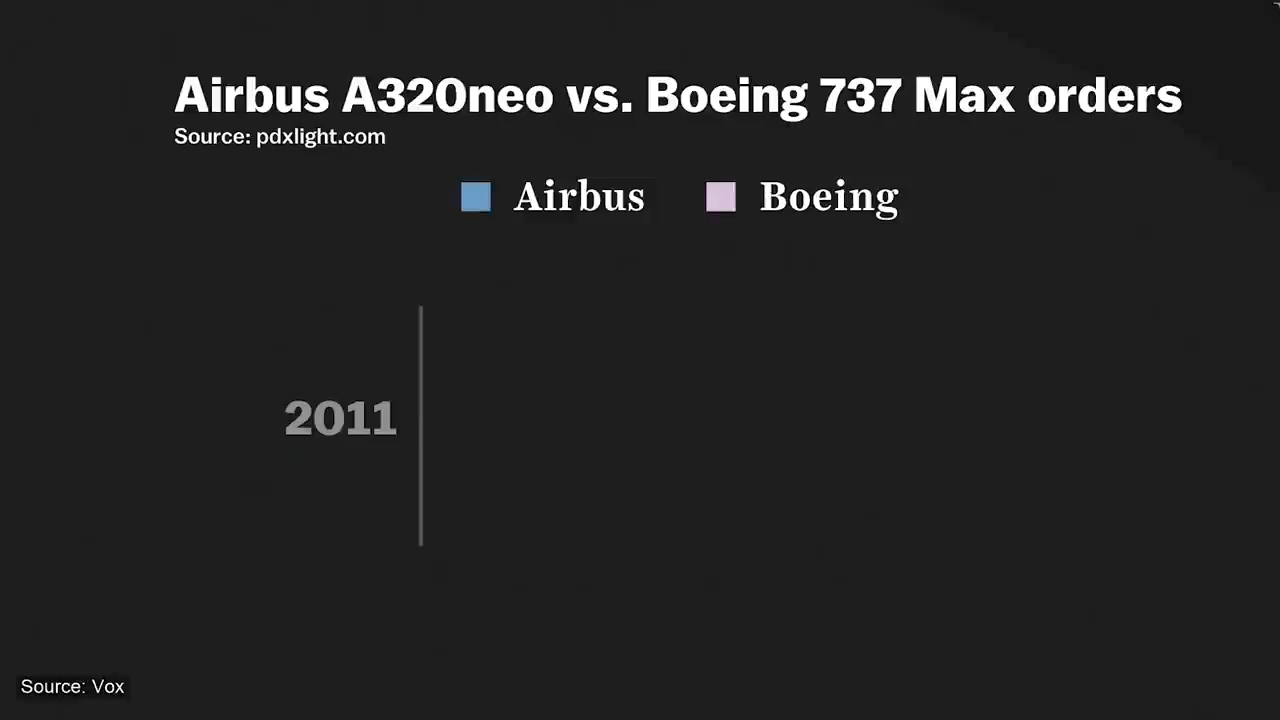 Airbus A320neo vs. Boeing 737 Max orders
Source: pdxlight.com
Airbus Boeing
2011
Source: Vox